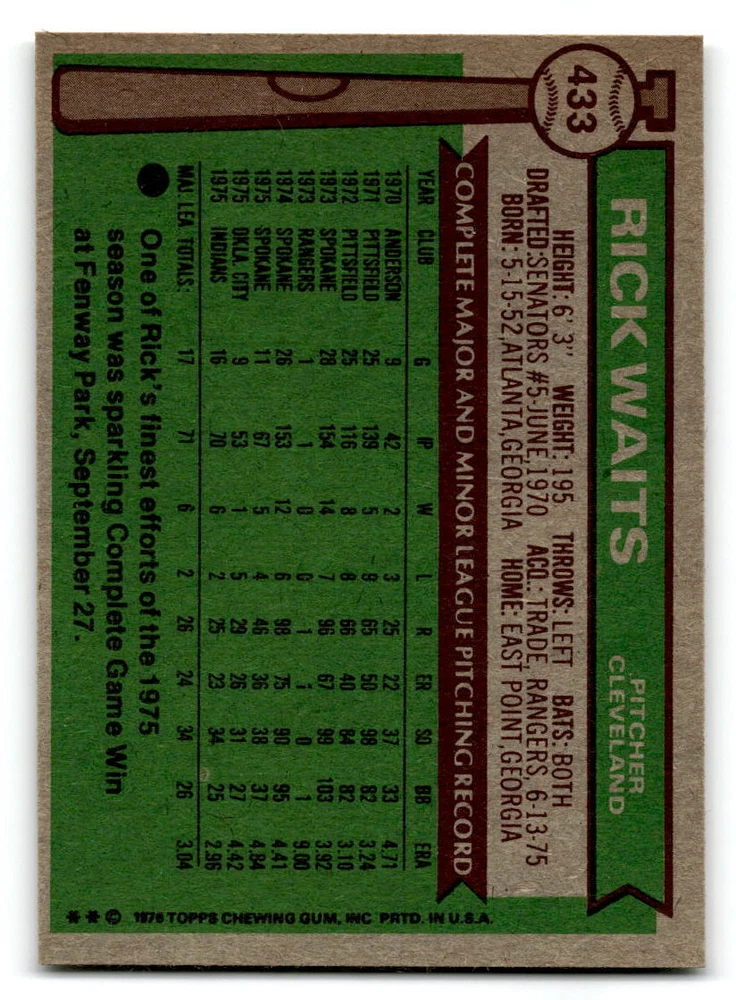 433
RICK WAITS
PITCHER
CLEVELAND
HEIGHT: 6' 3" WEIGHT: 195 THROWS: LEFT BATS: BOTH
DRAFTED: SENATORS #5-JUNE, 1970 ACQ.: TRADE, RANGERS, 6-13-75
BORN: 5-15-52, ATLANTA, GEORGIA HOME: EAST POINT, GEORGIA
COMPLETE MAJOR AND MINOR LEAGUE PITCHING RECORD
YEAR CLUB G IP W L R ER SO BB ERA
1970 ANDERSON 9 42 2 3 25 22 37 33 4.71
1971 PITTSFIELD 25 139 5 9 65 50 98 82 3.24
1972 PITTSFIELD 25 116 8 8 66 40 84 82 3.10
1973 SPOKANE 28 154 14 7 96 67 99 103 3.92
1973 RANGERS 1 1 0 0 1 1 0 1 9.00
1974 SPOKANE 26 153 12 6 98 75 90 95 4.41
1975 SPOKANE 11 67 5 4 46 36 38 37 4.84
1975 OKLA. CITY 9 53 1 5 29 26 31 27 4.42
1975 INDIANS 16 70 6 2 25 23 34 25 2.96
MAJ. LEA. TOTALS: 17 71 6 2 26 24 34 26 3.04
One of Rick's finest efforts of the 1975
season was sparkling Complete Game Win
at Fenway Park, September 27.
** © 1976 TOPPS CHEWING GUM, INC PRTD. IN U.S.A.